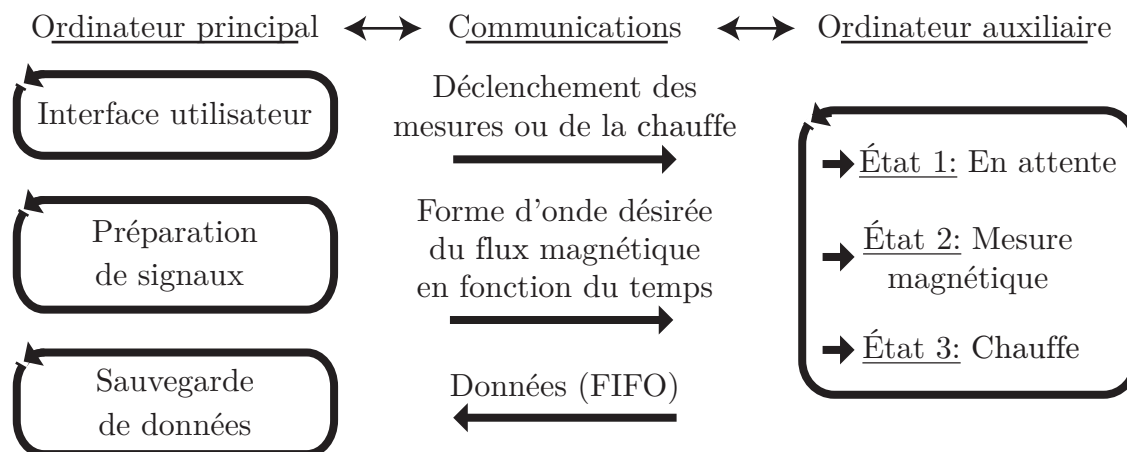 Ordinateur principal
Communications
Ordinateur auxiliaire
Interface utilisateur
Préparation
de signaux
Sauvegarde
de données
Déclenchement des
mesures ou de la chauffe
Forme d'onde désirée
du flux magnétique
en fonction du temps
Données (FIFO)
État 1: En attente
État 2: Mesure
magnétique
État 3: Chauffe